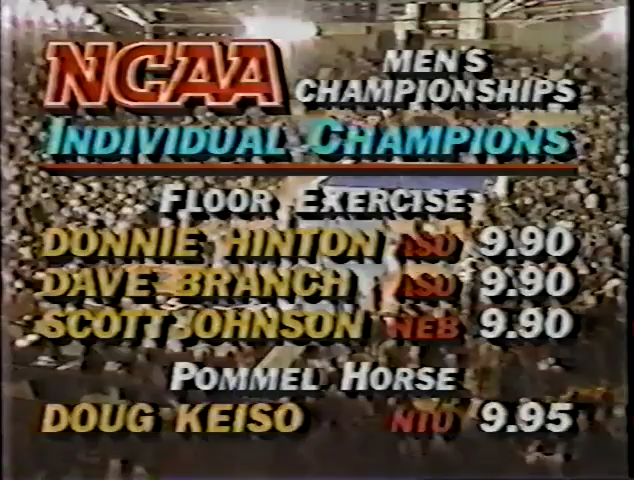 NCAA MEN'S CHAMPIONSHIPS
INDIVIDUAL CHAMPIONS
FLOOR EXERCISE
DONNIE HINTON ASU 9.90
DAVE BRANCH ASU 9.90
SCOTT JOHNSON NEB 9.90
POMMEL HORSE
DOUG KEISO NIU 9.95